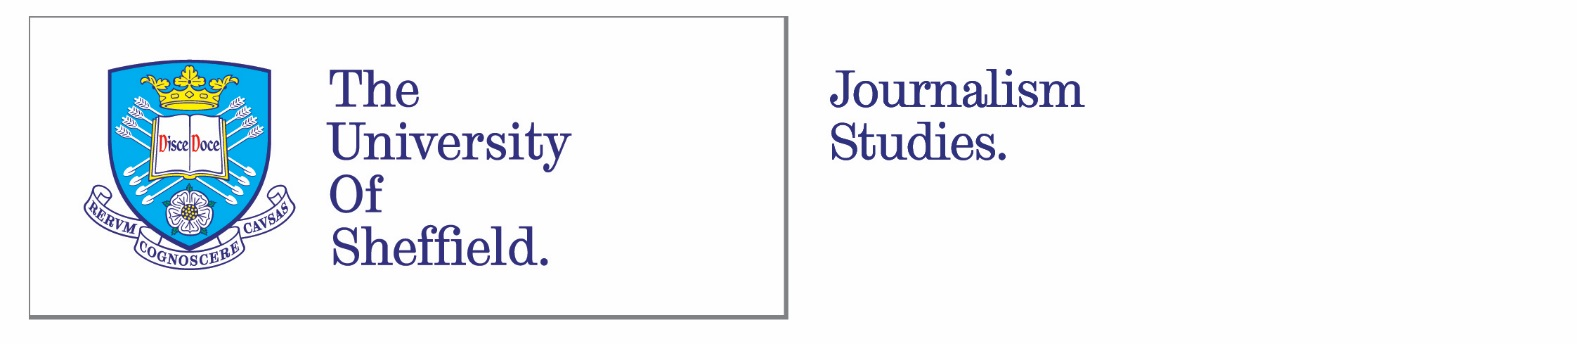 Disce Doce
RERVM COGNOSCERE CAVSAS
The
University
Of
Sheffield.
Journalism
Studies.